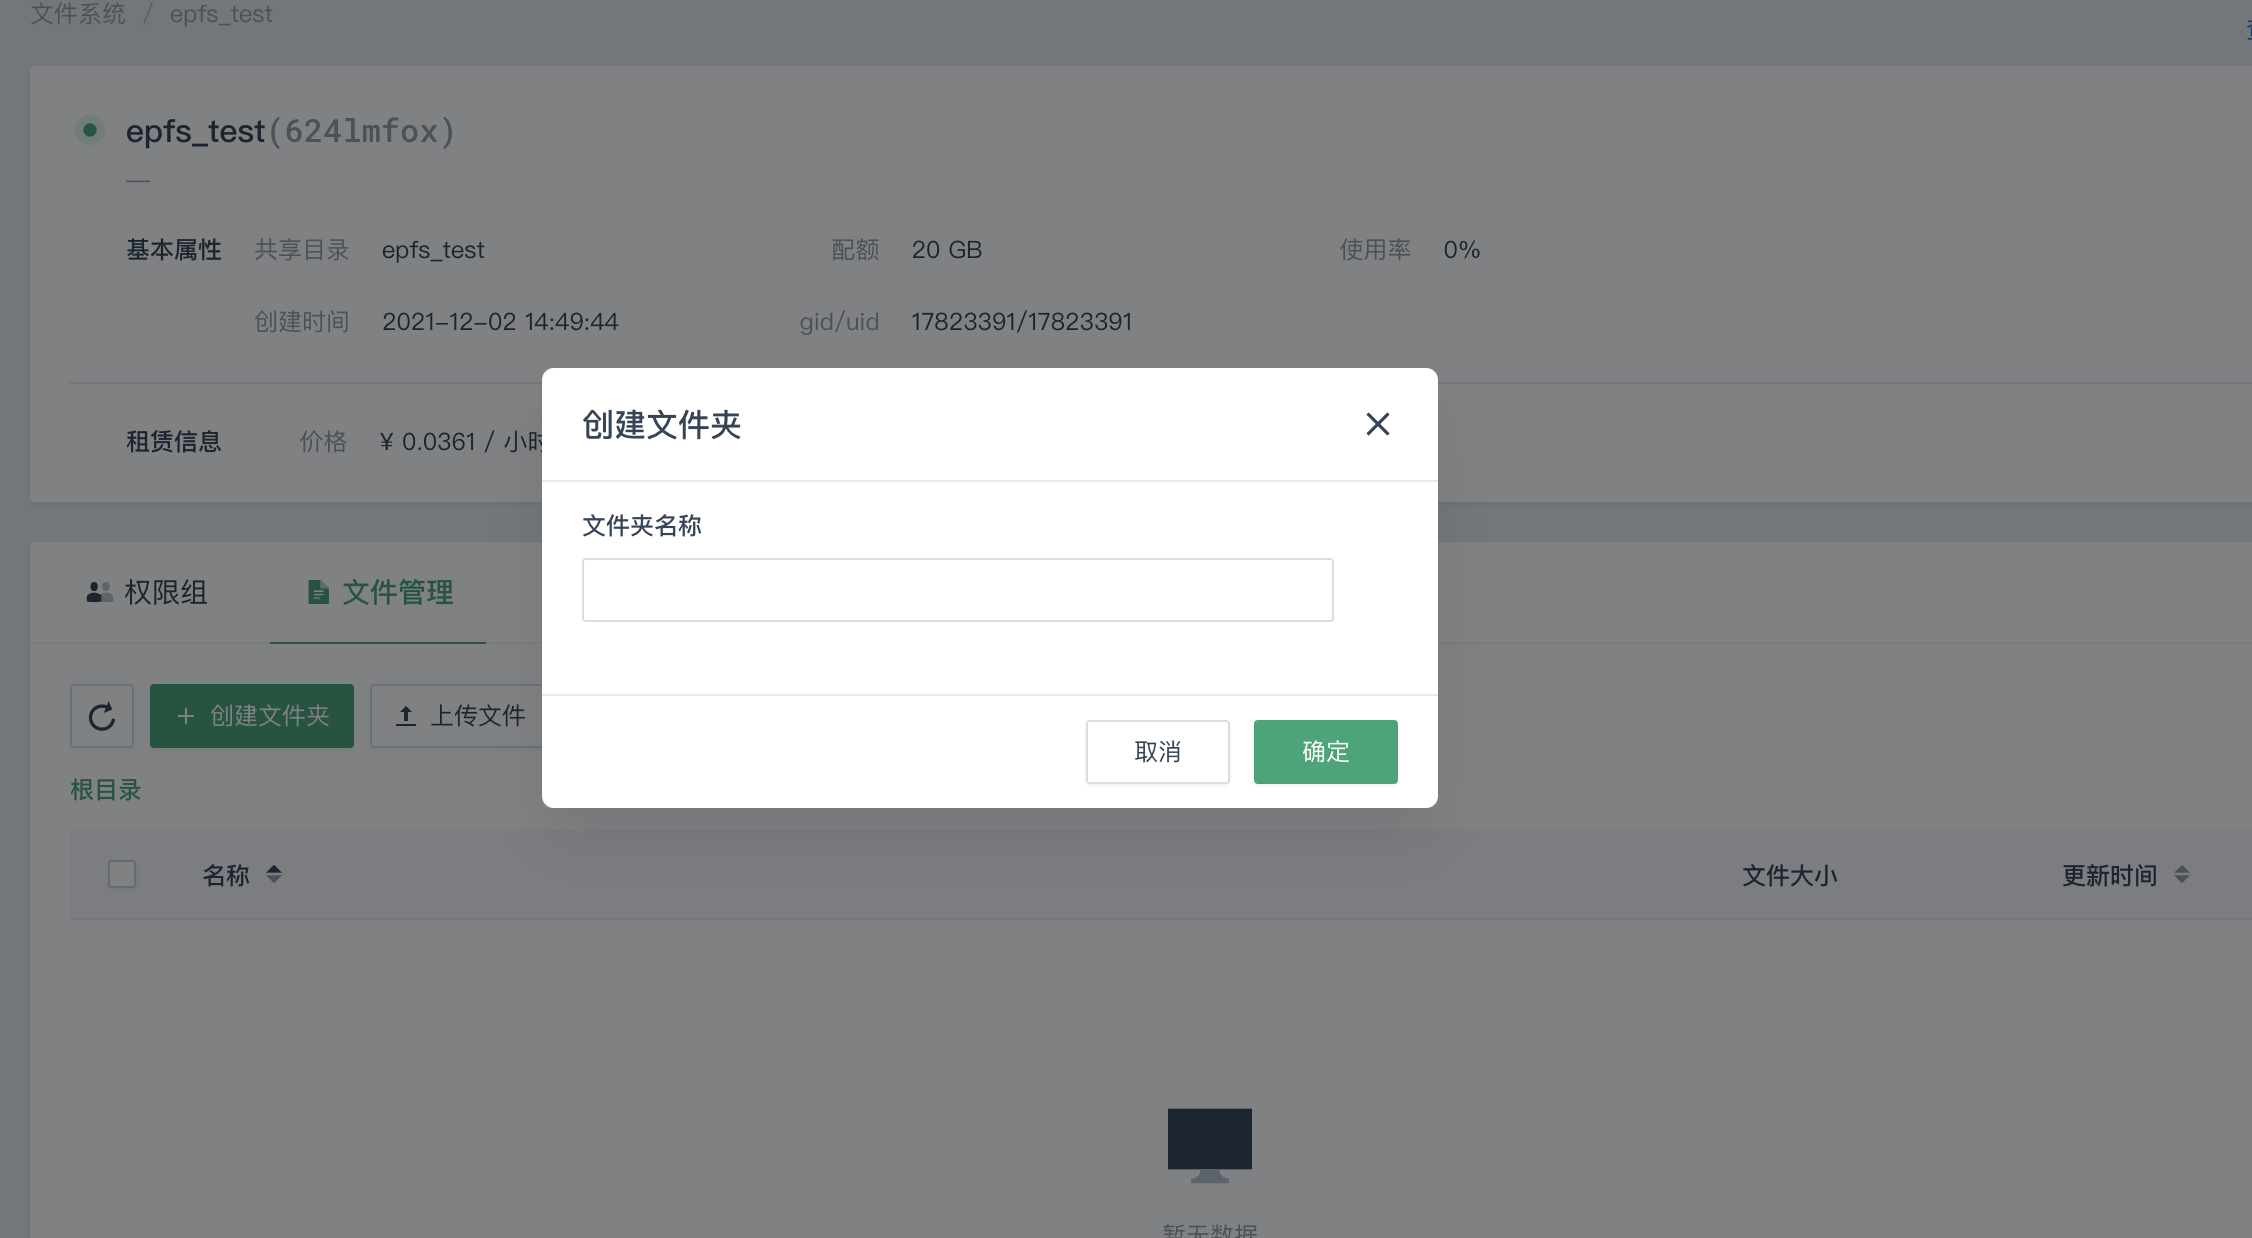 文件系统 / epfs_test
epfs_test(624lmfox)
—
基本属性 共享目录 epfs_test 配额 20 GB 使用率 0%
创建时间 2021-12-02 14:49:44 gid/uid 17823391/17823391
租赁信息 价格 ¥ 0.0361 / 小时
创建文件夹
文件夹名称
取消 确定
权限组 文件管理
+ 创建文件夹 上传文件
根目录
名称 文件大小 更新时间
暂无数据